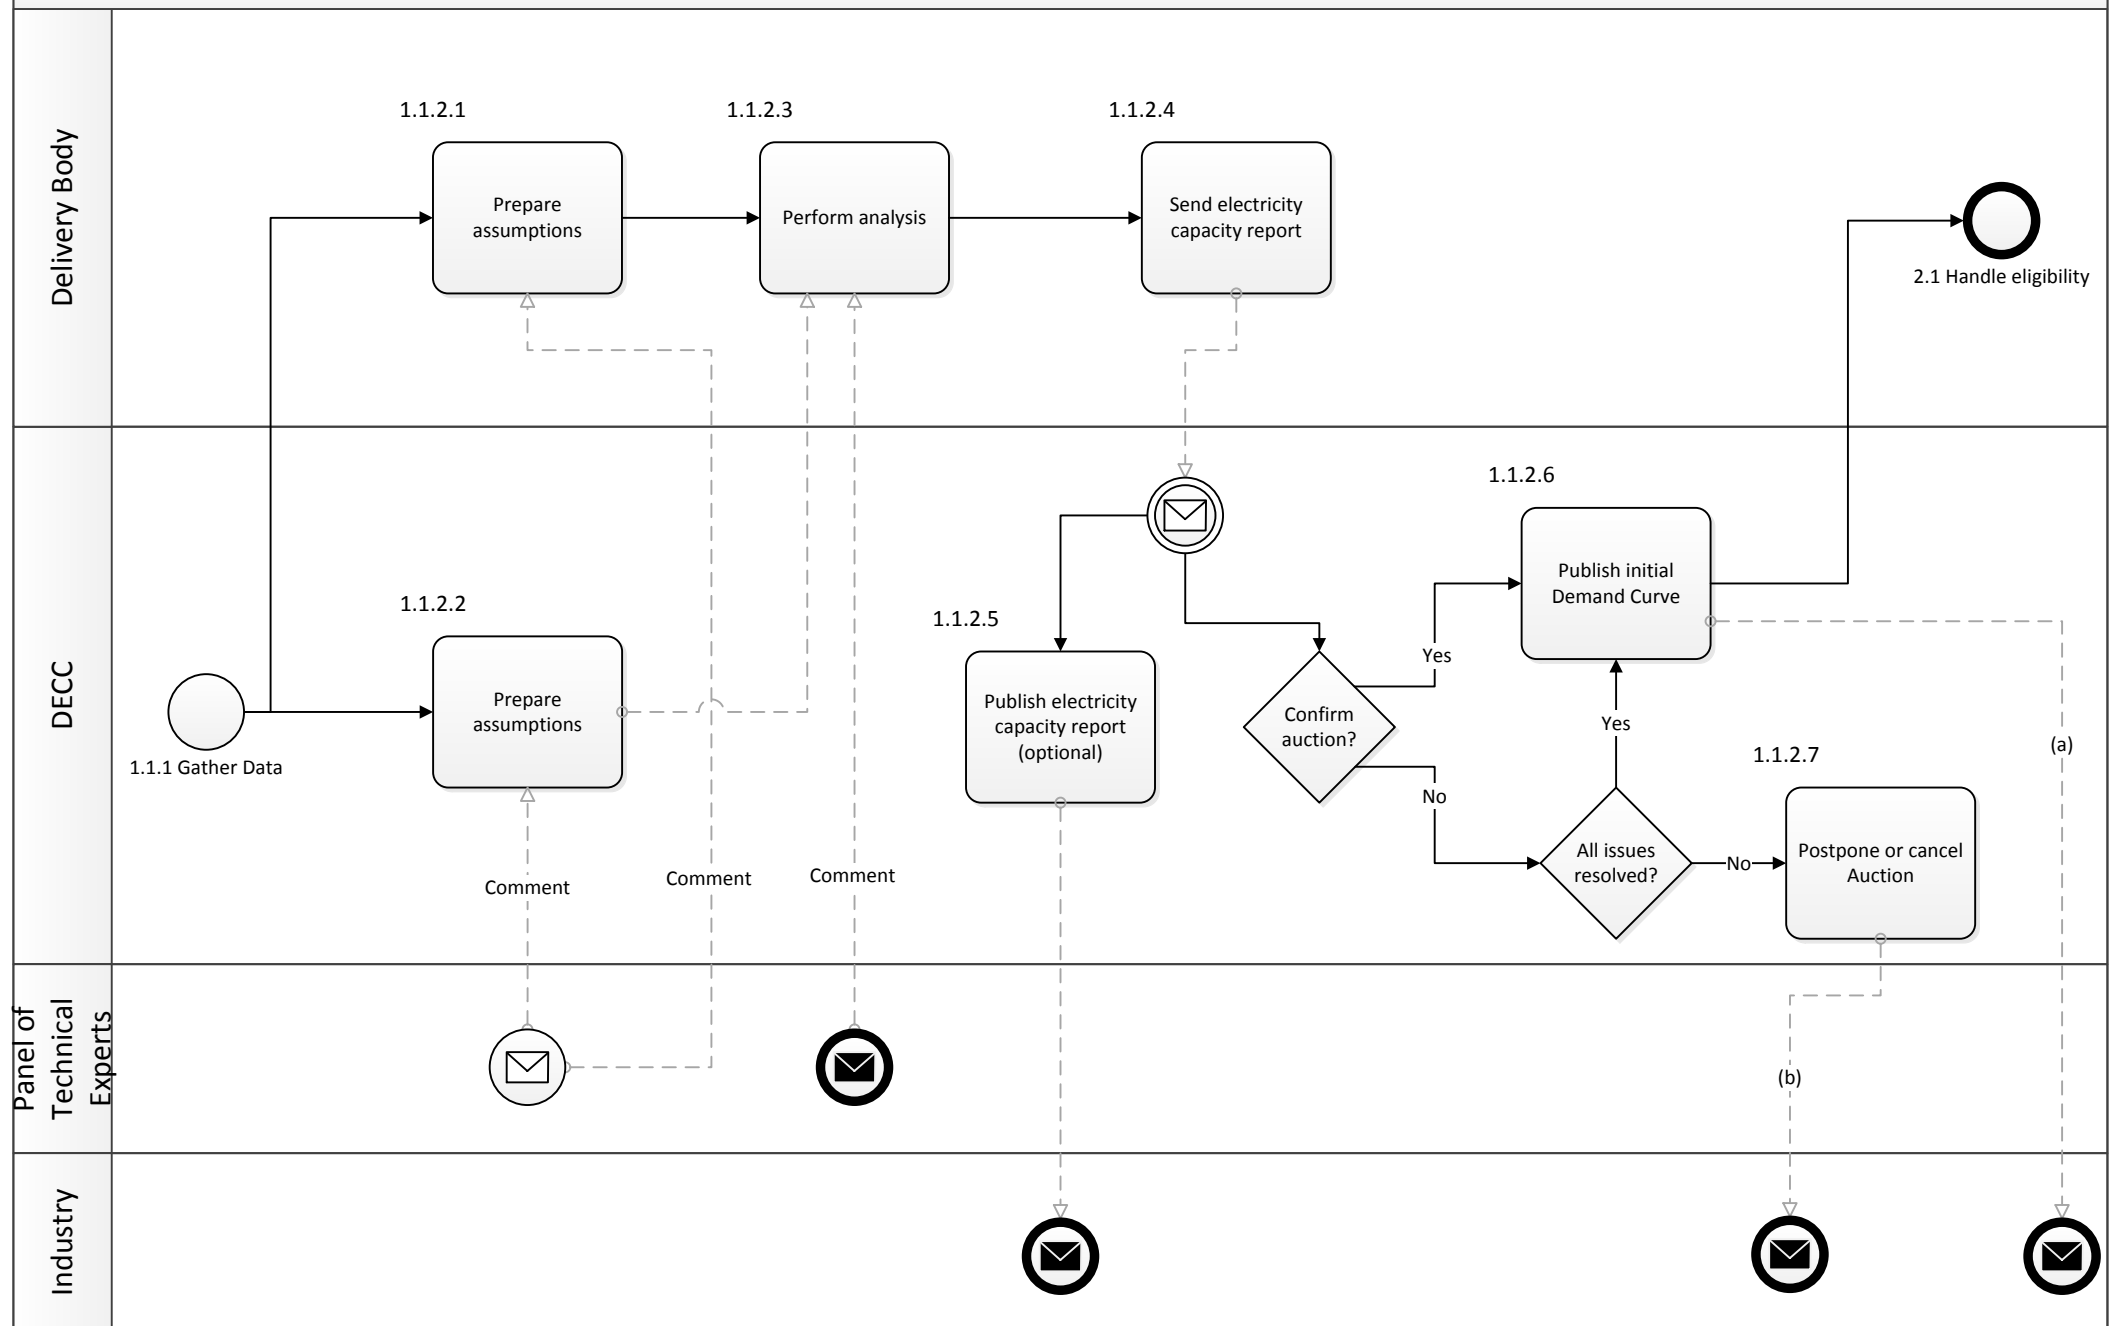 Delivery Body
1.1.2.1
Prepare
assumptions
1.1.2.3
Perform analysis
1.1.2.4
Send electricity
capacity report
2.1 Handle eligibility
DECC
1.1.1 Gather Data
1.1.2.2
Prepare
assumptions
Comment
Comment
Comment
1.1.2.5
Publish electricity
capacity report
(optional)
Confirm
auction?
Yes
No
1.1.2.6
Publish initial
Demand Curve
Yes
All issues
resolved?
No
1.1.2.7
Postpone or cancel
Auction
(a)
Panel of
Technical
Experts
(b)
Industry